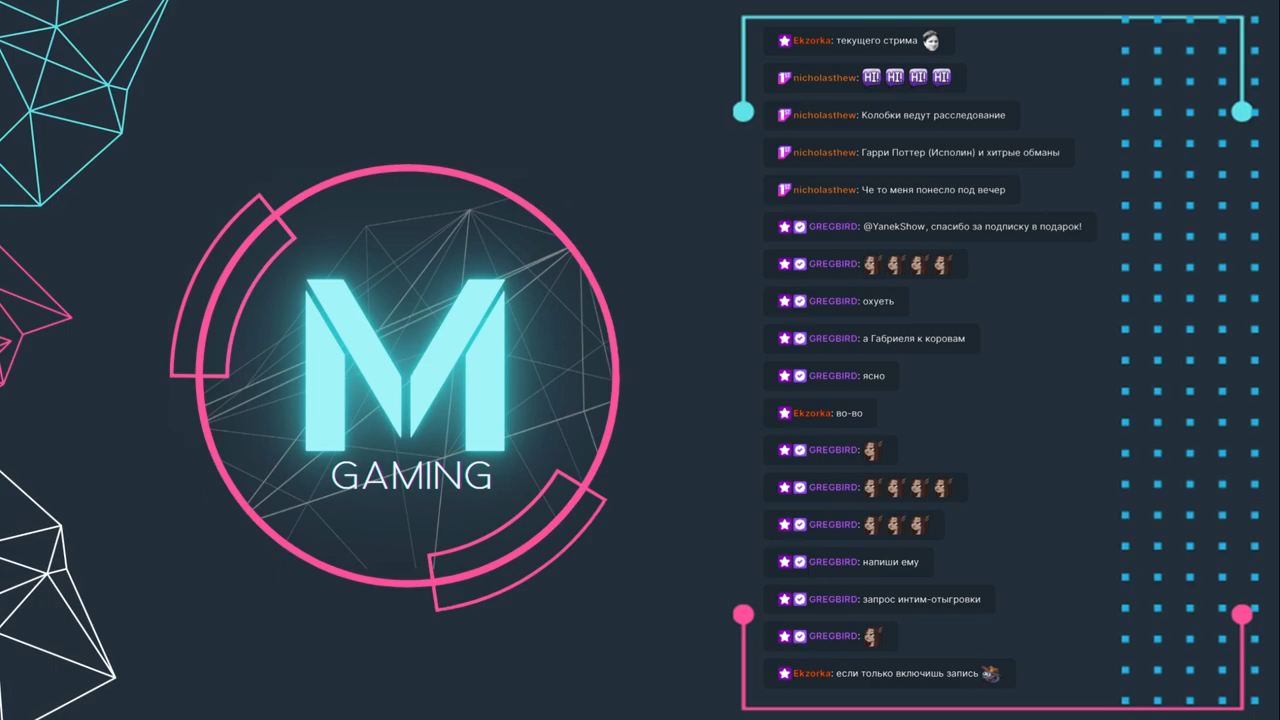 M
GAMING
Ekzorka: текущего стрима
nicholasthew: HI! HI! HI! HI!
nicholasthew: Колобки ведут расследование
nicholasthew: Гарри Поттер (Исполин) и хитрые обманы
nicholasthew: Че то меня понесло под вечер
GREGBIRD: @YanekShow, спасибо за подписку в подарок!
GREGBIRD:
GREGBIRD: охуеть
GREGBIRD: а Габриеля к коровам
GREGBIRD: ясно
Ekzorka: во-во
GREGBIRD:
GREGBIRD:
GREGBIRD:
GREGBIRD: напиши ему
GREGBIRD: запрос интим-отыгровки
GREGBIRD:
Ekzorka: если только включишь запись